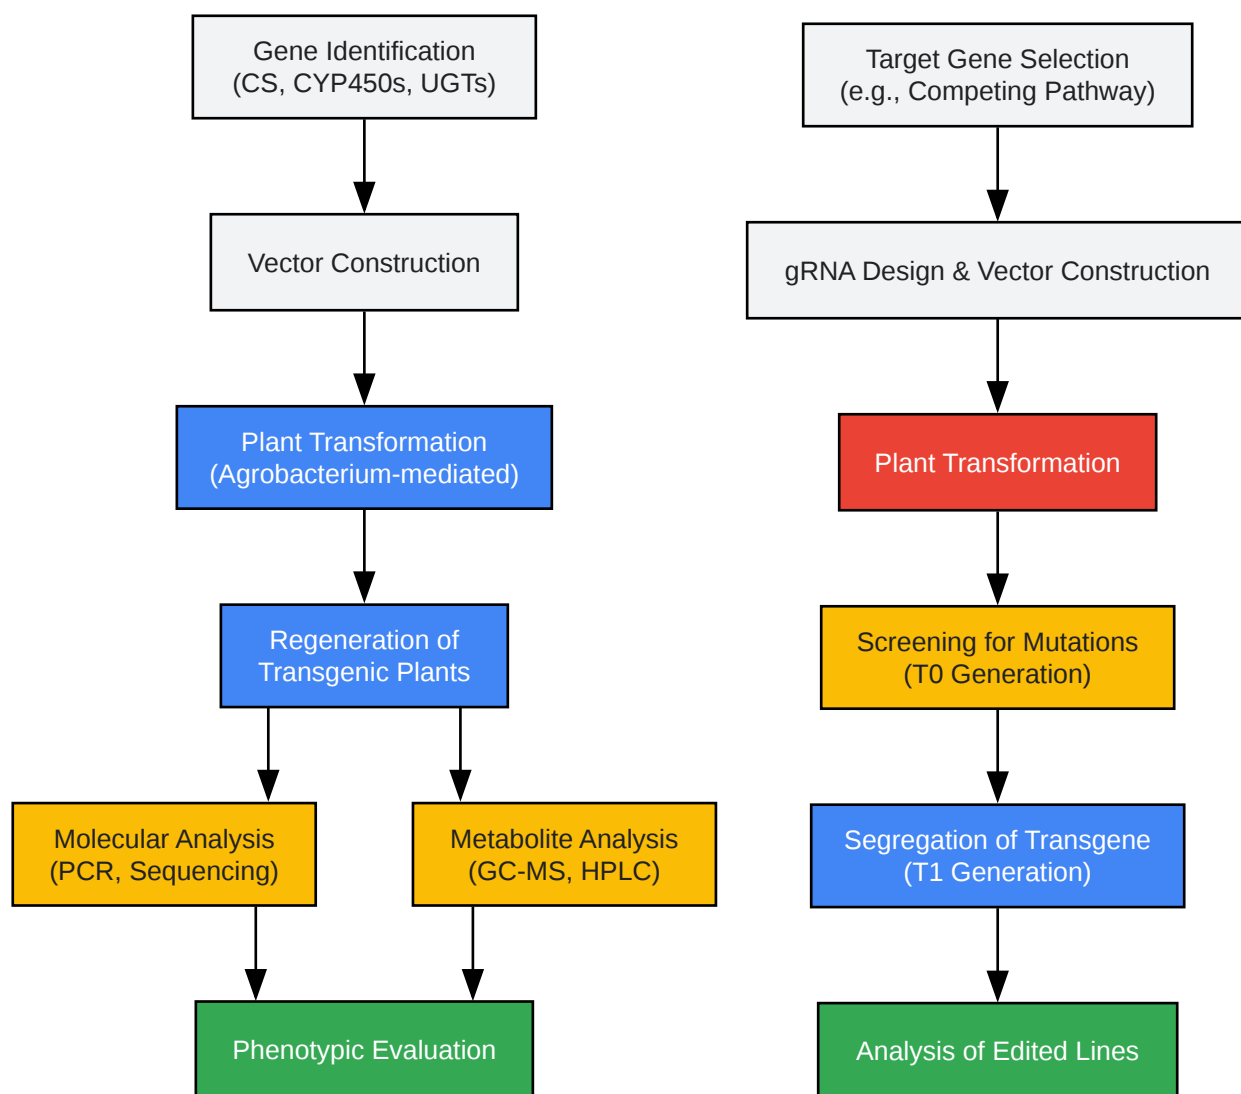 Gene Identification
(CS, CYP450s, UGTs)
Vector Construction
Plant Transformation
(Agrobacterium-mediated)
Regeneration of
Transgenic Plants
Molecular Analysis
(PCR, Sequencing)
Metabolite Analysis
(GC-MS, HPLC)
Phenotypic Evaluation
Target Gene Selection
(e.g., Competing Pathway)
gRNA Design & Vector Construction
Plant Transformation
Screening for Mutations
(T0 Generation)
Segregation of Transgene
(T1 Generation)
Analysis of Edited Lines